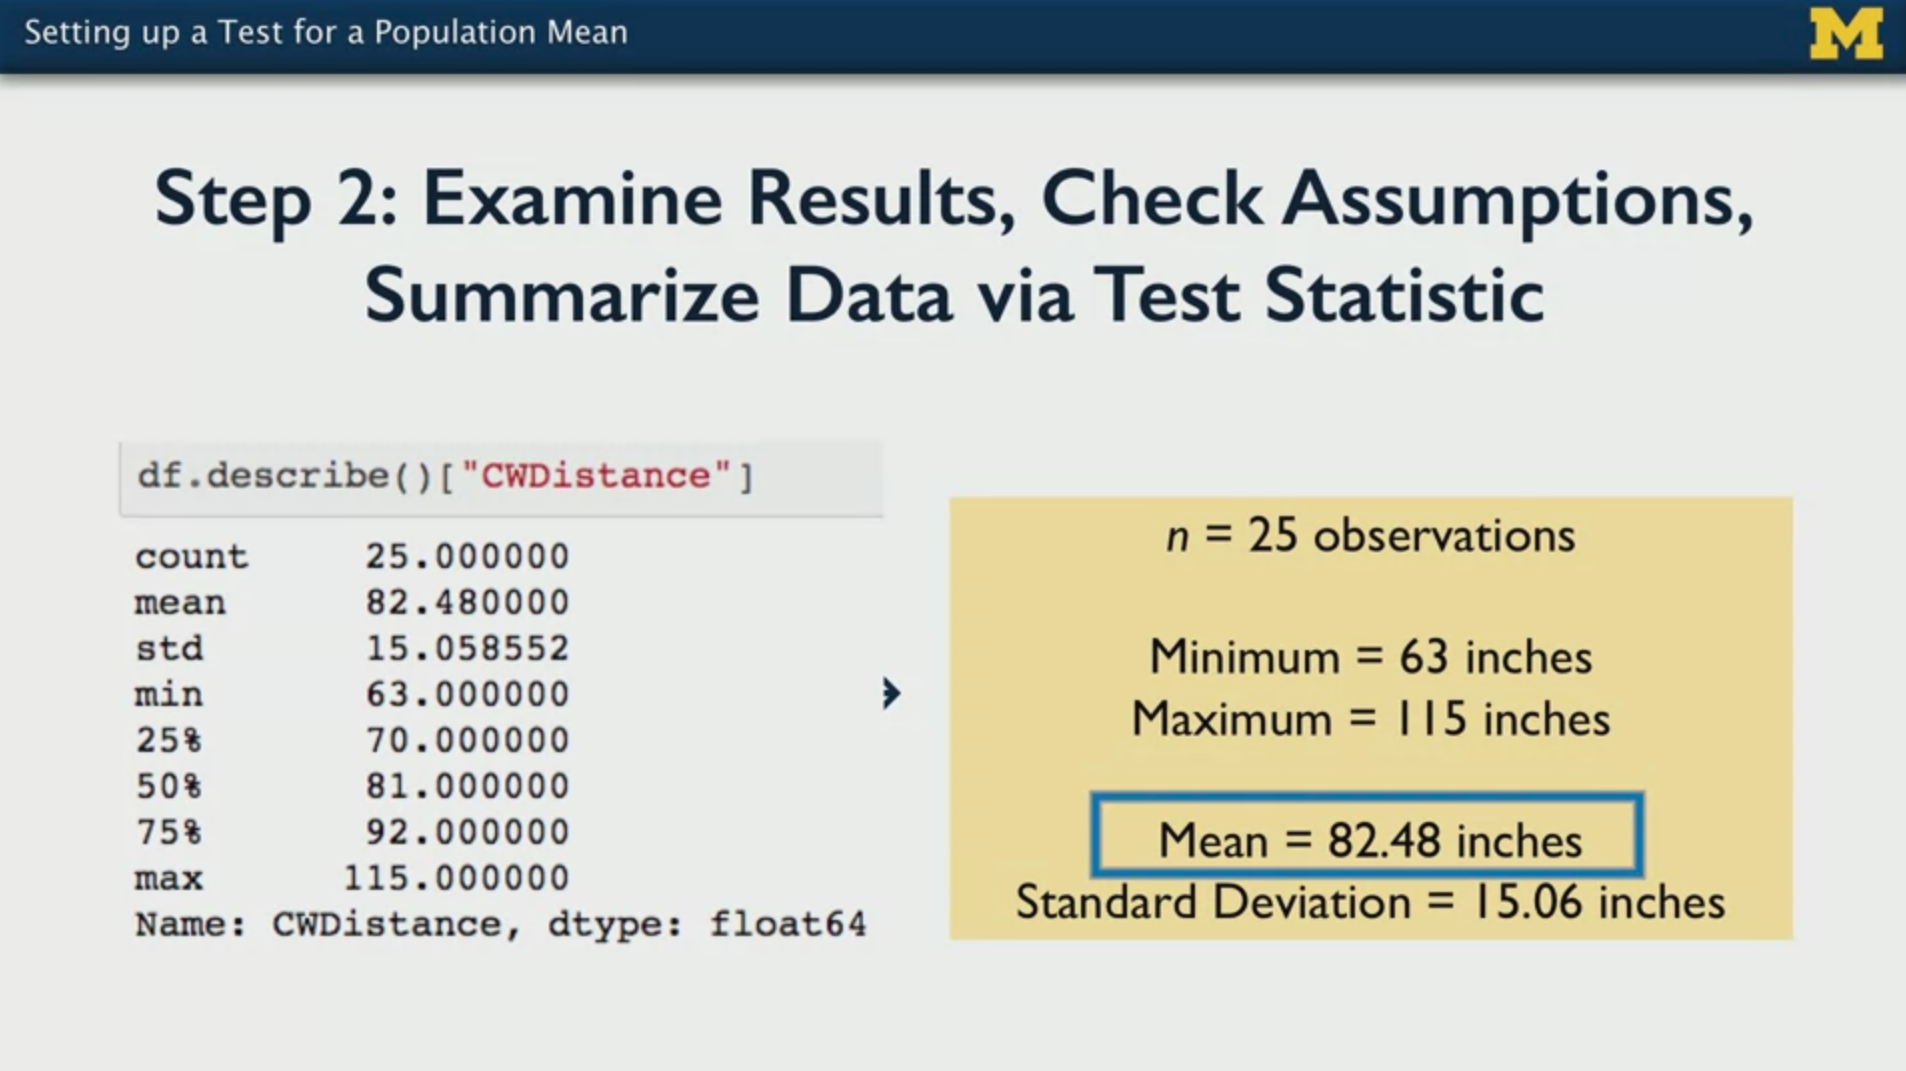 Setting up a Test for a Population Mean
M
Step 2: Examine Results, Check Assumptions,
Summarize Data via Test Statistic
df.describe()["CWDistance"]
count 25.000000
mean 82.480000
std 15.058552
min 63.000000
25% 70.000000
50% 81.000000
75% 92.000000
max 115.000000
Name: CWDistance, dtype: float64
n = 25 observations
Minimum = 63 inches
Maximum = 115 inches
Mean = 82.48 inches
Standard Deviation = 15.06 inches